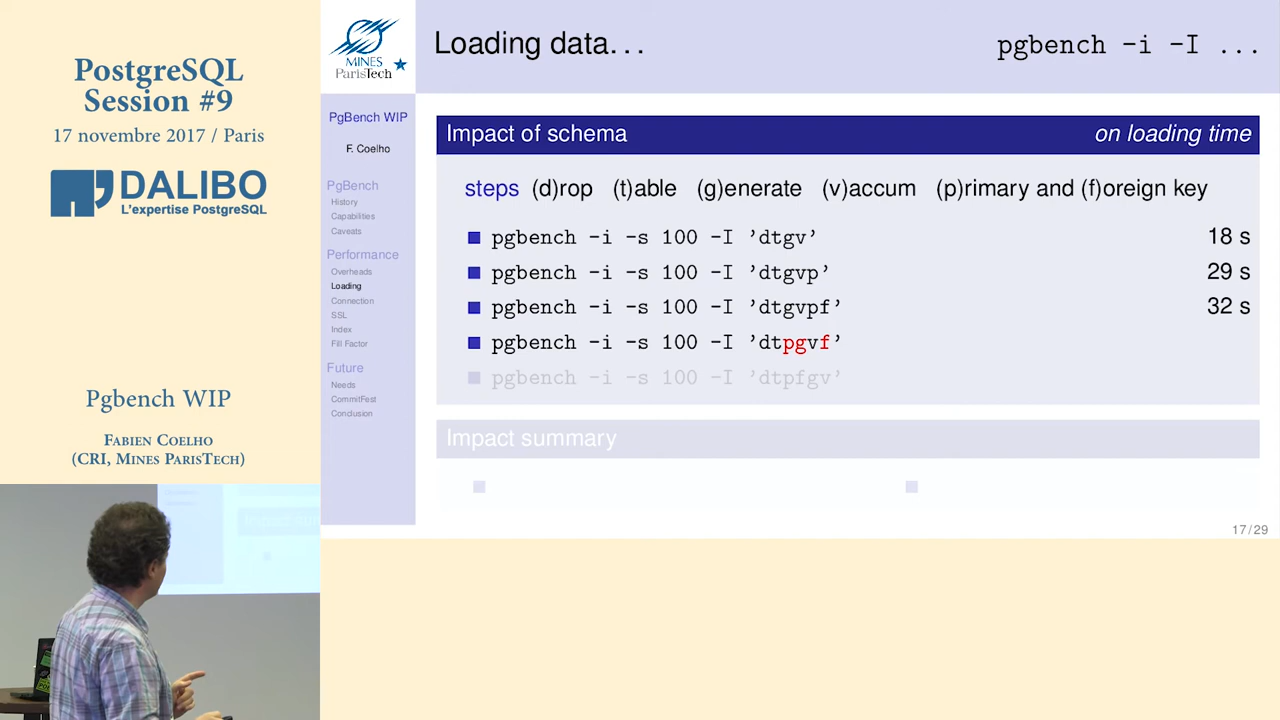 PostgreSQL
Session #9
17 novembre 2017 / Paris
DALIBO
L'expertise PostgreSQL
Pgbench WIP
Fabien Coelho
(CRI, Mines ParisTech)
MINES
ParisTech
PgBench WIP
F. Coelho
PgBench
History
Capabilities
Caveats
Performance
Overheads
Loading
Connection
SSL
Index
Fill Factor
Future
Needs
CommitFest
Conclusion
Loading data... pgbench -i -I ...
Impact of schema on loading time
steps (d)rop (t)able (g)enerate (v)accum (p)rimary and (f)oreign key
pgbench -i -s 100 -I ’dtgv’ 18 s
pgbench -i -s 100 -I ’dtgvp’ 29 s
pgbench -i -s 100 -I ’dtgvpf’ 32 s
pgbench -i -s 100 -I ’dtpgvf’
pgbench -i -s 100 -I ’dtpfgv’
Impact summary
17/29